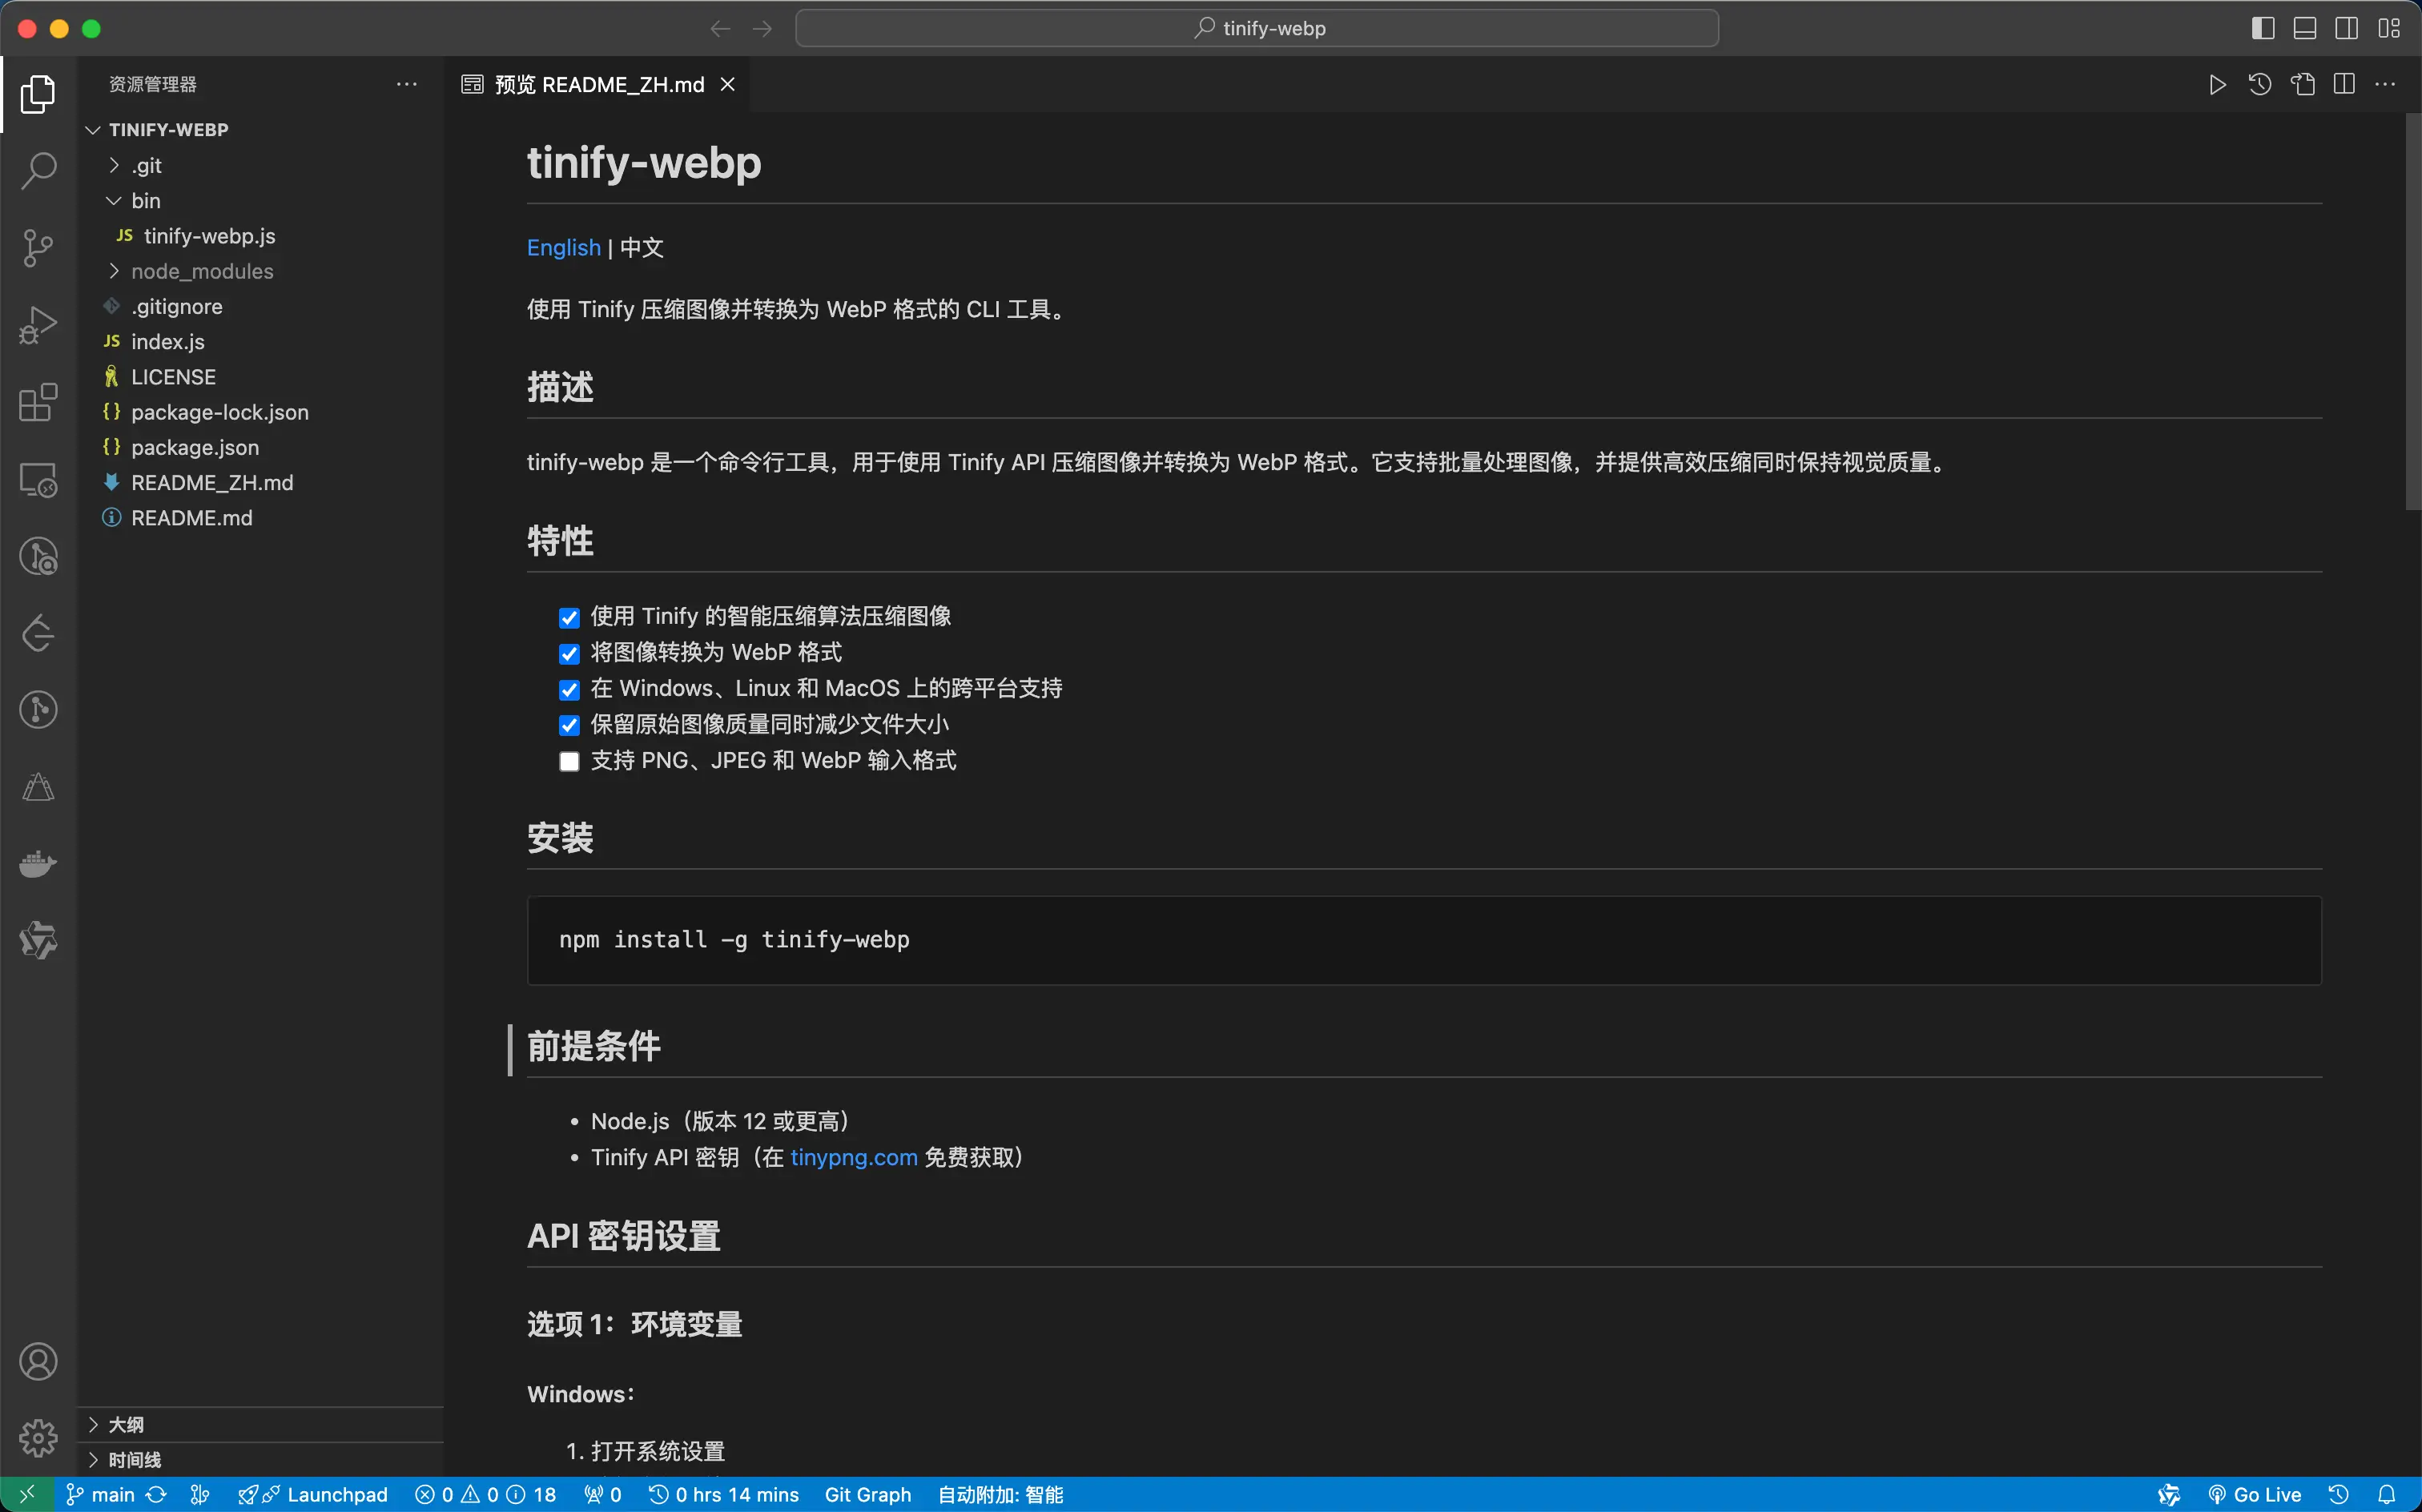 tinify-webp
资源管理器
预览 README_ZH.md
TINIFY-WEBP
.git
bin
JS tinify-webp.js
node_modules
.gitignore
JS index.js
LICENSE
{} package-lock.json
{} package.json
README_ZH.md
README.md
大纲
时间线
tinify-webp
English | 中文
使用 Tinify 压缩图像并转换为 WebP 格式的 CLI 工具。
描述
tinify-webp 是一个命令行工具，用于使用 Tinify API 压缩图像并转换为 WebP 格式。它支持批量处理图像，并提供高效压缩同时保持视觉质量。
特性
使用 Tinify 的智能压缩算法压缩图像
将图像转换为 WebP 格式
在 Windows、Linux 和 MacOS 上的跨平台支持
保留原始图像质量同时减少文件大小
支持 PNG、JPEG 和 WebP 输入格式
安装
npm install -g tinify-webp
前提条件
• Node.js（版本 12 或更高）
• Tinify API 密钥（在 tinypng.com 免费获取）
API 密钥设置
选项 1：环境变量
Windows：
1. 打开系统设置
main Launchpad 0 0 18 0 0 hrs 14 mins Git Graph 自动附加: 智能 Go Live